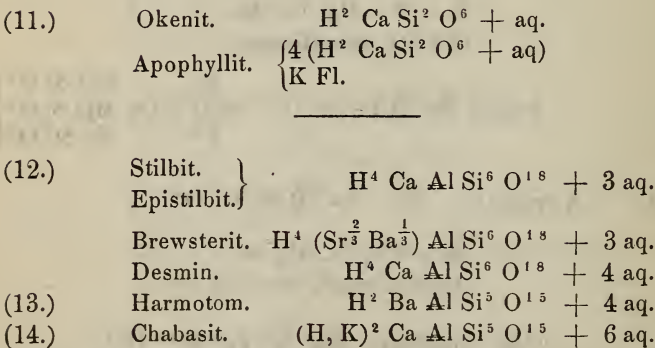 (11.) Okenit. H² Ca Si² O⁶ + aq.
Apophyllit. {4 (H² Ca Si² O⁶ + aq)
{K Fl.
(12.) Stilbit. }
Epistilbit. } H⁴ Ca Al Si⁶ O¹⁸ + 3 aq.
Brewsterit. H⁴ (Sr⅔ Ba⅓) Al Si⁶ O¹⁸ + 3 aq.
Desmin. H⁴ Ca Al Si⁶ O¹⁸ + 4 aq.
(13.) Harmotom. H² Ba Al Si⁵ O¹⁵ + 4 aq.
(14.) Chabasit. (H, K)² Ca Al Si⁵ O¹⁵ + 6 aq.